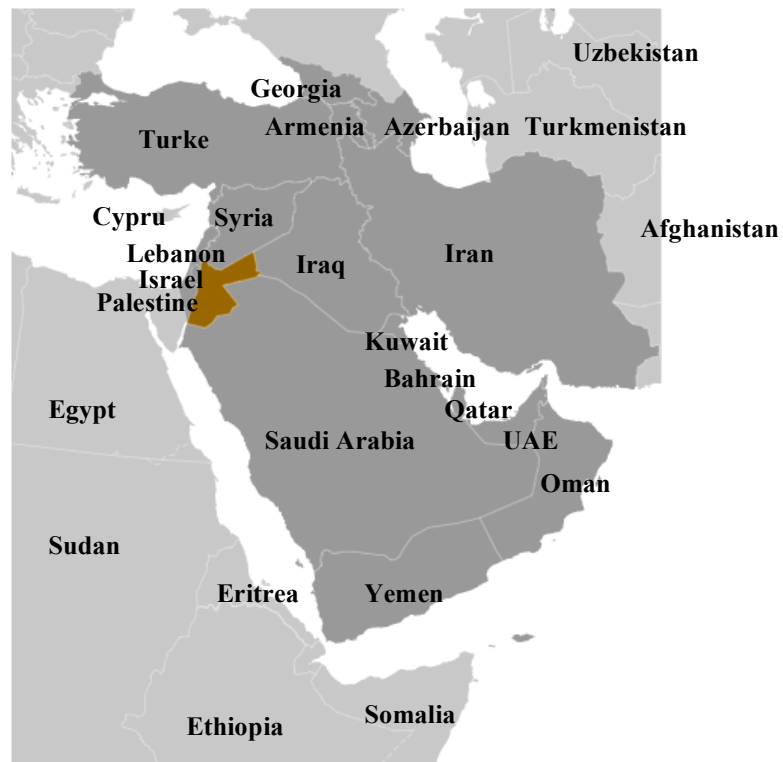 Uzbekistan
Georgia
Armenia Azerbaijan Turkmenistan
Turke
Cypru Syria
Afghanistan
Lebanon
Iraq Iran
Israel
Palestine
Kuwait
Bahrain
Egypt Qatar
Saudi Arabia UAE
Oman
Sudan
Eritrea Yemen
Somalia
Ethiopia